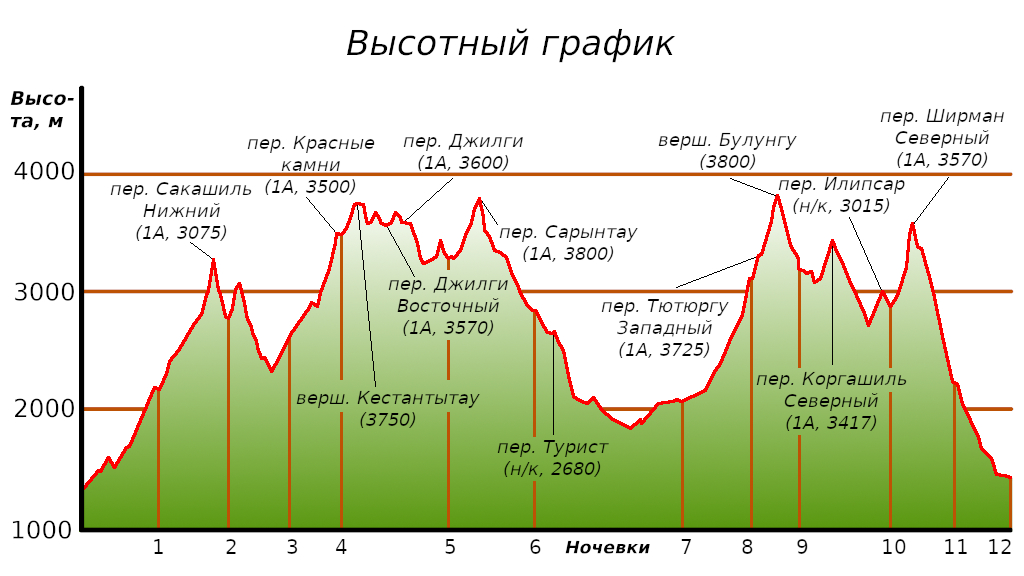 Высотный график
Высо-
та, м
4000
3000
2000
1000
пер. Сакашиль
Нижний
(1А, 3075)
пер. Красные
камни
(1А, 3500)
пер. Джилги
(1А, 3600)
верш. Булунгу
(3800)
пер. Ширман
Северный
(1А, 3570)
пер. Илипсар
(н/к, 3015)
пер. Сарынтау
(1А, 3800)
пер. Джилги
Восточный
(1А, 3570)
пер. Тютюргу
Западный
(1А, 3725)
верш. Кестантытау
(3750)
пер. Коргашиль
Северный
(1А, 3417)
пер. Турист
(н/к, 2680)
1 2 3 4 5 6 Ночевки 7 8 9 10 11 12